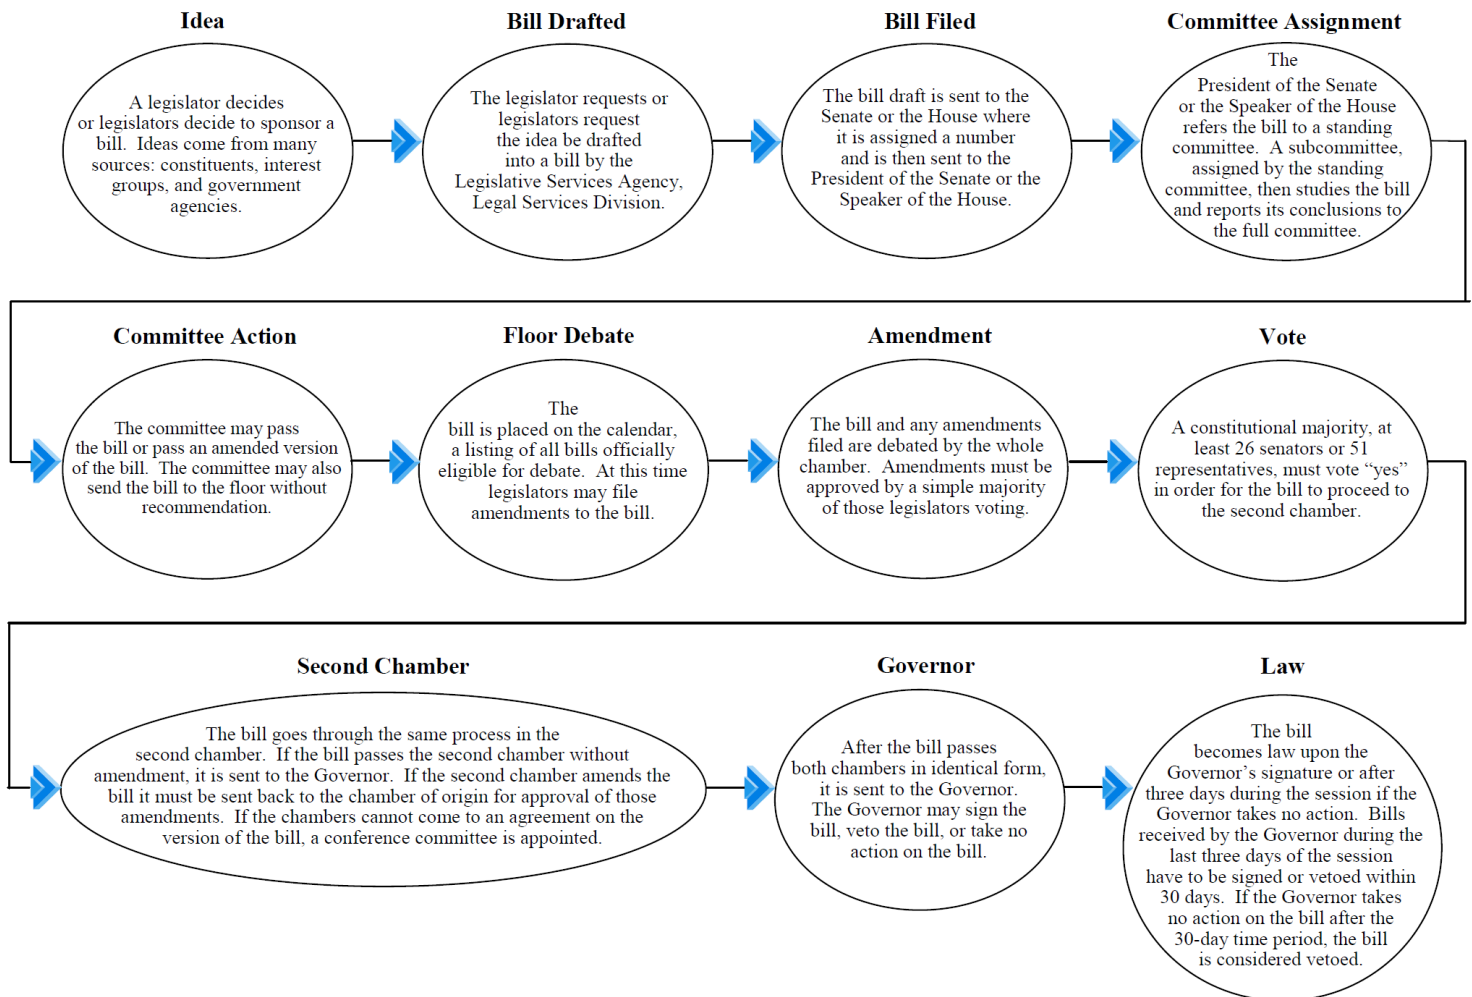 Idea
A legislator decides
or legislators decide to sponsor a
bill.  Ideas come from many
sources: constituents, interest
groups, and government
agencies.
Bill Drafted
The legislator requests or
legislators request
the idea be drafted
into a bill by the
Legislative Services Agency,
Legal Services Division.
Bill Filed
The bill draft is sent to the
Senate or the House where
it is assigned a number
and is then sent to the
President of the Senate or the
Speaker of the House.
Committee Assignment
The
President of the Senate
or the Speaker of the House
refers the bill to a standing
committee.  A subcommittee,
assigned by the standing
committee, then studies the bill
and reports its conclusions to
the full committee.
Committee Action
The committee may pass
the bill or pass an amended version
of the bill.  The committee may also
send the bill to the floor without
recommendation.
Floor Debate
The
bill is placed on the calendar,
a listing of all bills officially
eligible for debate.  At this time
legislators may file
amendments to the bill.
Amendment
The bill and any amendments
filed are debated by the whole
chamber.  Amendments must be
approved by a simple majority
of those legislators voting.
Vote
A constitutional majority, at
least 26 senators or 51
representatives, must vote “yes”
in order for the bill to proceed to
the second chamber.
Second Chamber
The bill goes through the same process in the
second chamber.  If the bill passes the second chamber without
amendment, it is sent to the Governor.  If the second chamber amends the
bill it must be sent back to the chamber of origin for approval of those
amendments.  If the chambers cannot come to an agreement on the
version of the bill, a conference committee is appointed.
Governor
After the bill passes
both chambers in identical form,
it is sent to the Governor.
The Governor may sign the
bill, veto the bill, or take no
action on the bill.
Law
The bill
becomes law upon the
Governor’s signature or after
three days during the session if the
Governor takes no action.  Bills
received by the Governor during the
last three days of the session
have to be signed or vetoed within
30 days.  If the Governor takes
no action on the bill after the
30-day time period, the bill
is considered vetoed.